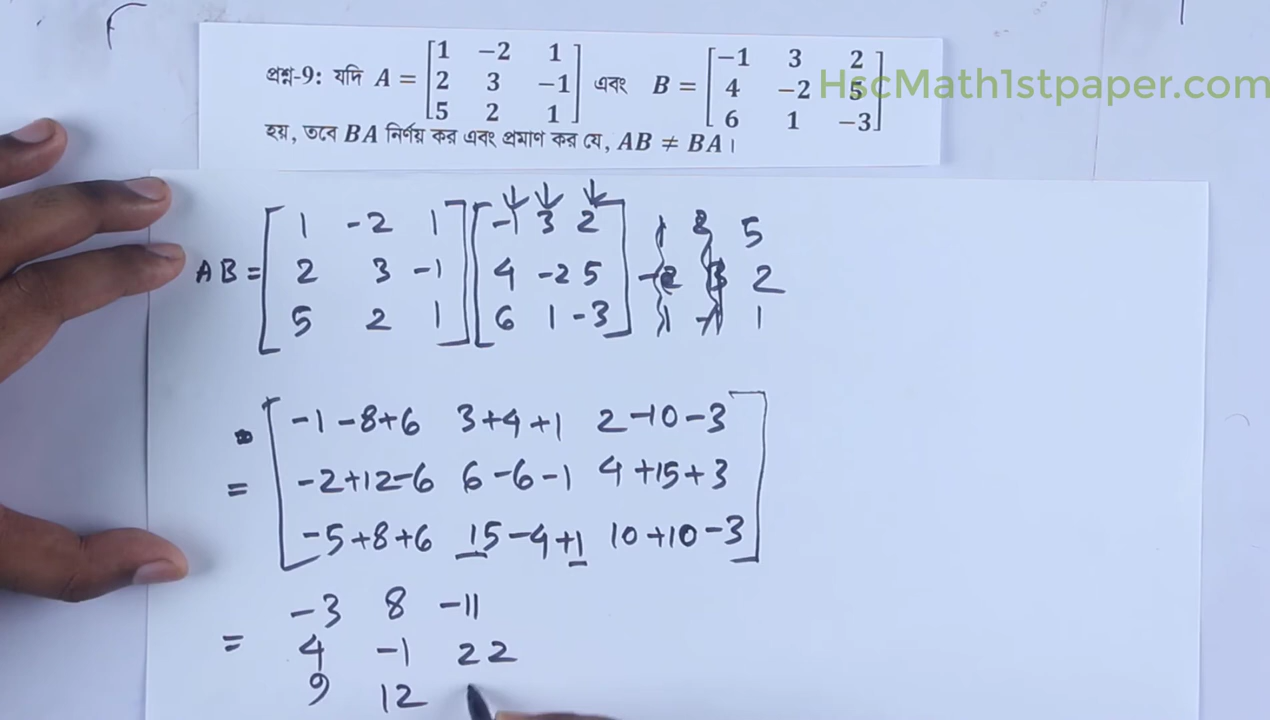 প্রশ্ন-9: যদি A = [1 −2 1] এবং B = [−1 3 2]
[2 3 −1] [4 −2 5]
[5 2 1] [6 1 −3]
HscMath1stpaper.com
হয়, তবে BA নির্ণয় কর এবং প্রমাণ কর যে, AB ≠ BA।
AB = [1 -2 1] [-1 3 2] 5
[2 3 -1] [4 -2 5] 2
[5 2 1] [6 1 -3] 1
= [-1-8+6 3+4+1 2-10-3]
[-2+12-6 6-6-1 4+15+3]
[-5+8+6 15-4+1 10+10-3]
= -3 8 -11
4 -1 22
9 12